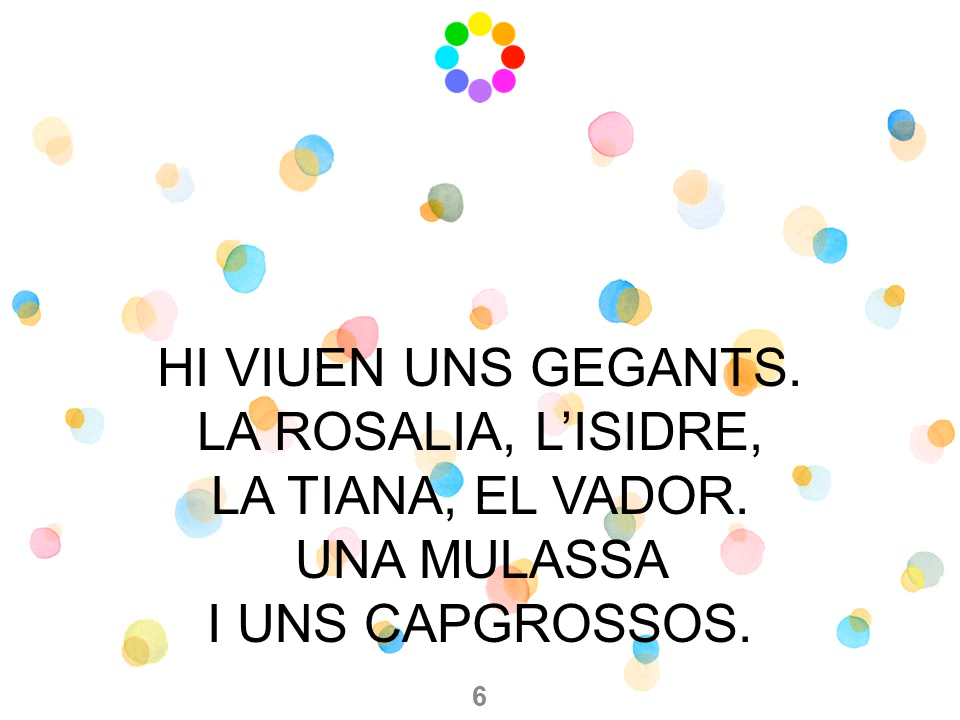 HI VIUEN UNS GEGANTS.
LA ROSALIA, L’ISIDRE,
LA TIANA, EL VADOR.
UNA MULASSA
I UNS CAPGROSSOS.
6